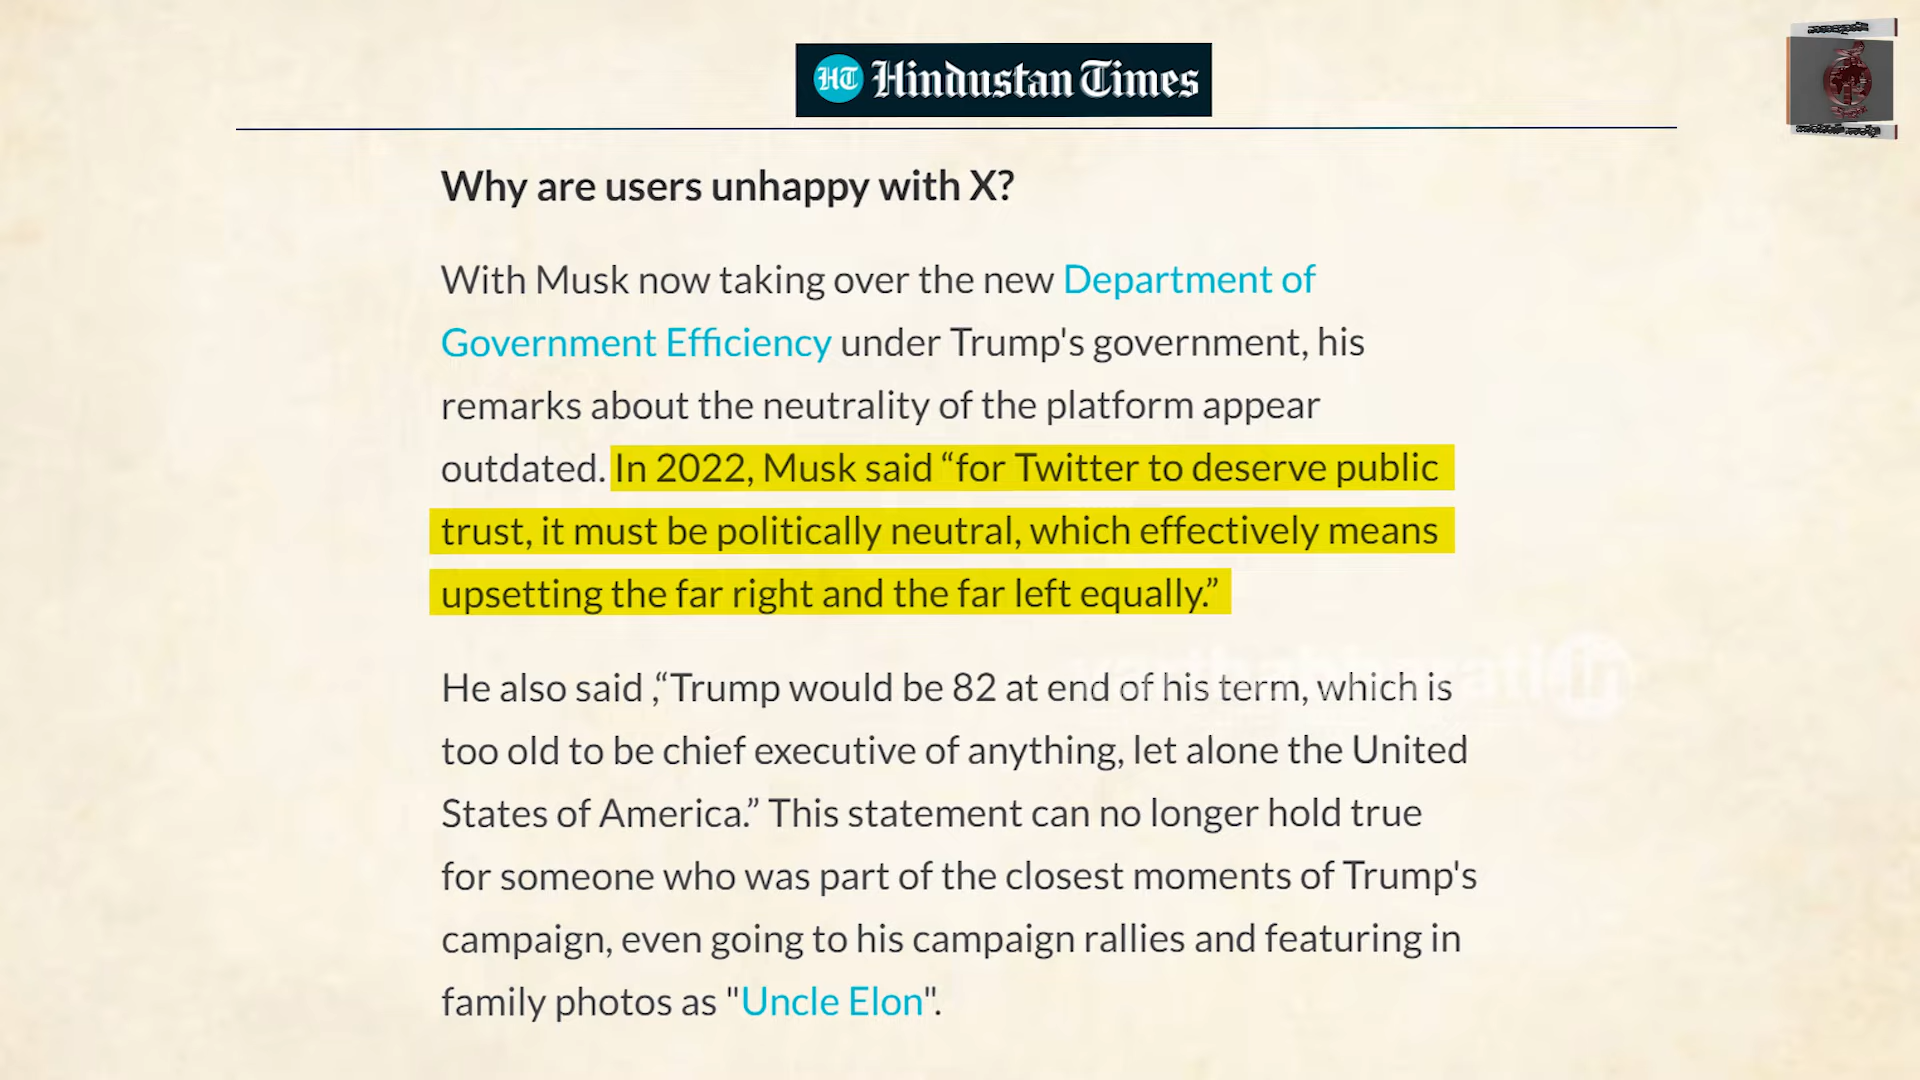 HT Hindustan Times
Why are users unhappy with X?
With Musk now taking over the new Department of
Government Efficiency under Trump's government, his
remarks about the neutrality of the platform appear
outdated. In 2022, Musk said “for Twitter to deserve public
trust, it must be politically neutral, which effectively means
upsetting the far right and the far left equally.”
He also said ,“Trump would be 82 at end of his term, which is
too old to be chief executive of anything, let alone the United
States of America.” This statement can no longer hold true
for someone who was part of the closest moments of Trump's
campaign, even going to his campaign rallies and featuring in
family photos as "Uncle Elon".